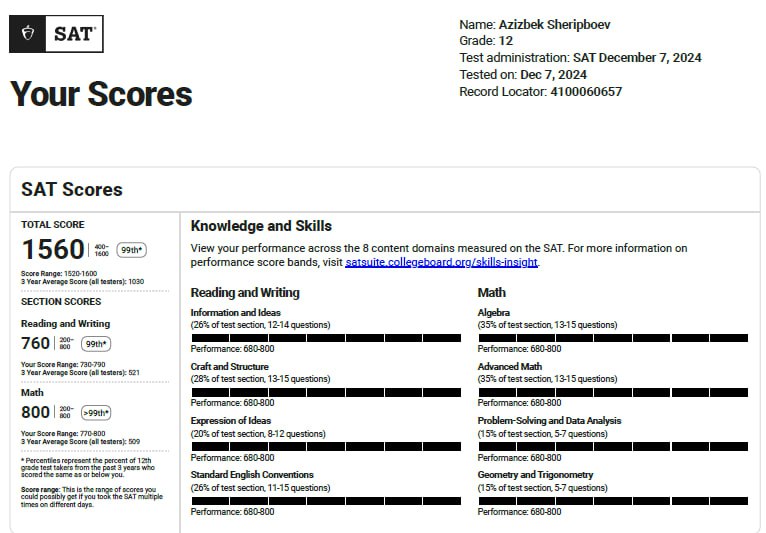 SAT
Name: Azizbek Sheripboev
Grade: 12
Test administration: SAT December 7, 2024
Tested on: Dec 7, 2024
Record Locator: 4100060657
Your Scores
SAT Scores
TOTAL SCORE
1560 400–1600 99th*
Score Range: 1520-1600
3 Year Average Score (all testers): 1030
SECTION SCORES
Reading and Writing
760 200–800 99th*
Your Score Range: 730-790
3 Year Average Score (all testers): 521
Math
800 200–800 >99th*
Your Score Range: 770-800
3 Year Average Score (all testers): 509
* Percentiles represent the percent of 12th
grade test takers from the past 3 years who
scored the same as or below you.
Score range: This is the range of scores you
could possibly get if you took the SAT multiple
times on different days.
Knowledge and Skills
View your performance across the 8 content domains measured on the SAT. For more information on
performance score bands, visit satsuite.collegeboard.org/skills-insight.
Reading and Writing
Information and Ideas
(26% of test section, 12-14 questions)
Performance: 680-800
Craft and Structure
(28% of test section, 13-15 questions)
Performance: 680-800
Expression of Ideas
(20% of test section, 8-12 questions)
Performance: 680-800
Standard English Conventions
(26% of test section, 11-15 questions)
Performance: 680-800
Math
Algebra
(35% of test section, 13-15 questions)
Performance: 680-800
Advanced Math
(35% of test section, 13-15 questions)
Performance: 680-800
Problem-Solving and Data Analysis
(15% of test section, 5-7 questions)
Performance: 680-800
Geometry and Trigonometry
(15% of test section, 5-7 questions)
Performance: 680-800